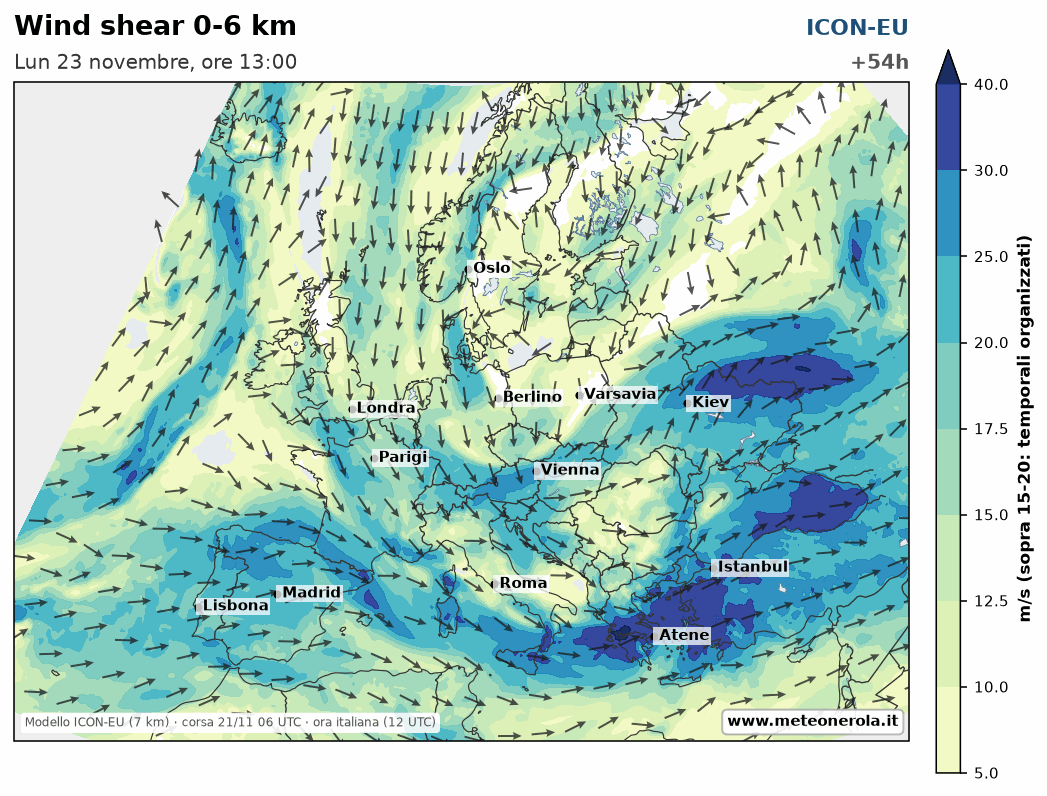 Wind shear 0-6 km
ICON-EU
Lun 23 novembre, ore 13:00
+54h
40.0
30.0
25.0
20.0
17.5
15.0
12.5
10.0
5.0
m/s (sopra 15-20: temporali organizzati)
Oslo
Berlino
Varsavia
Kiev
Londra
Parigi
Vienna
Istanbul
Roma
Madrid
Lisbona
Atene
Modello ICON-EU (7 km) · corsa 21/11 06 UTC · ora italiana (12 UTC)
www.meteonerola.it